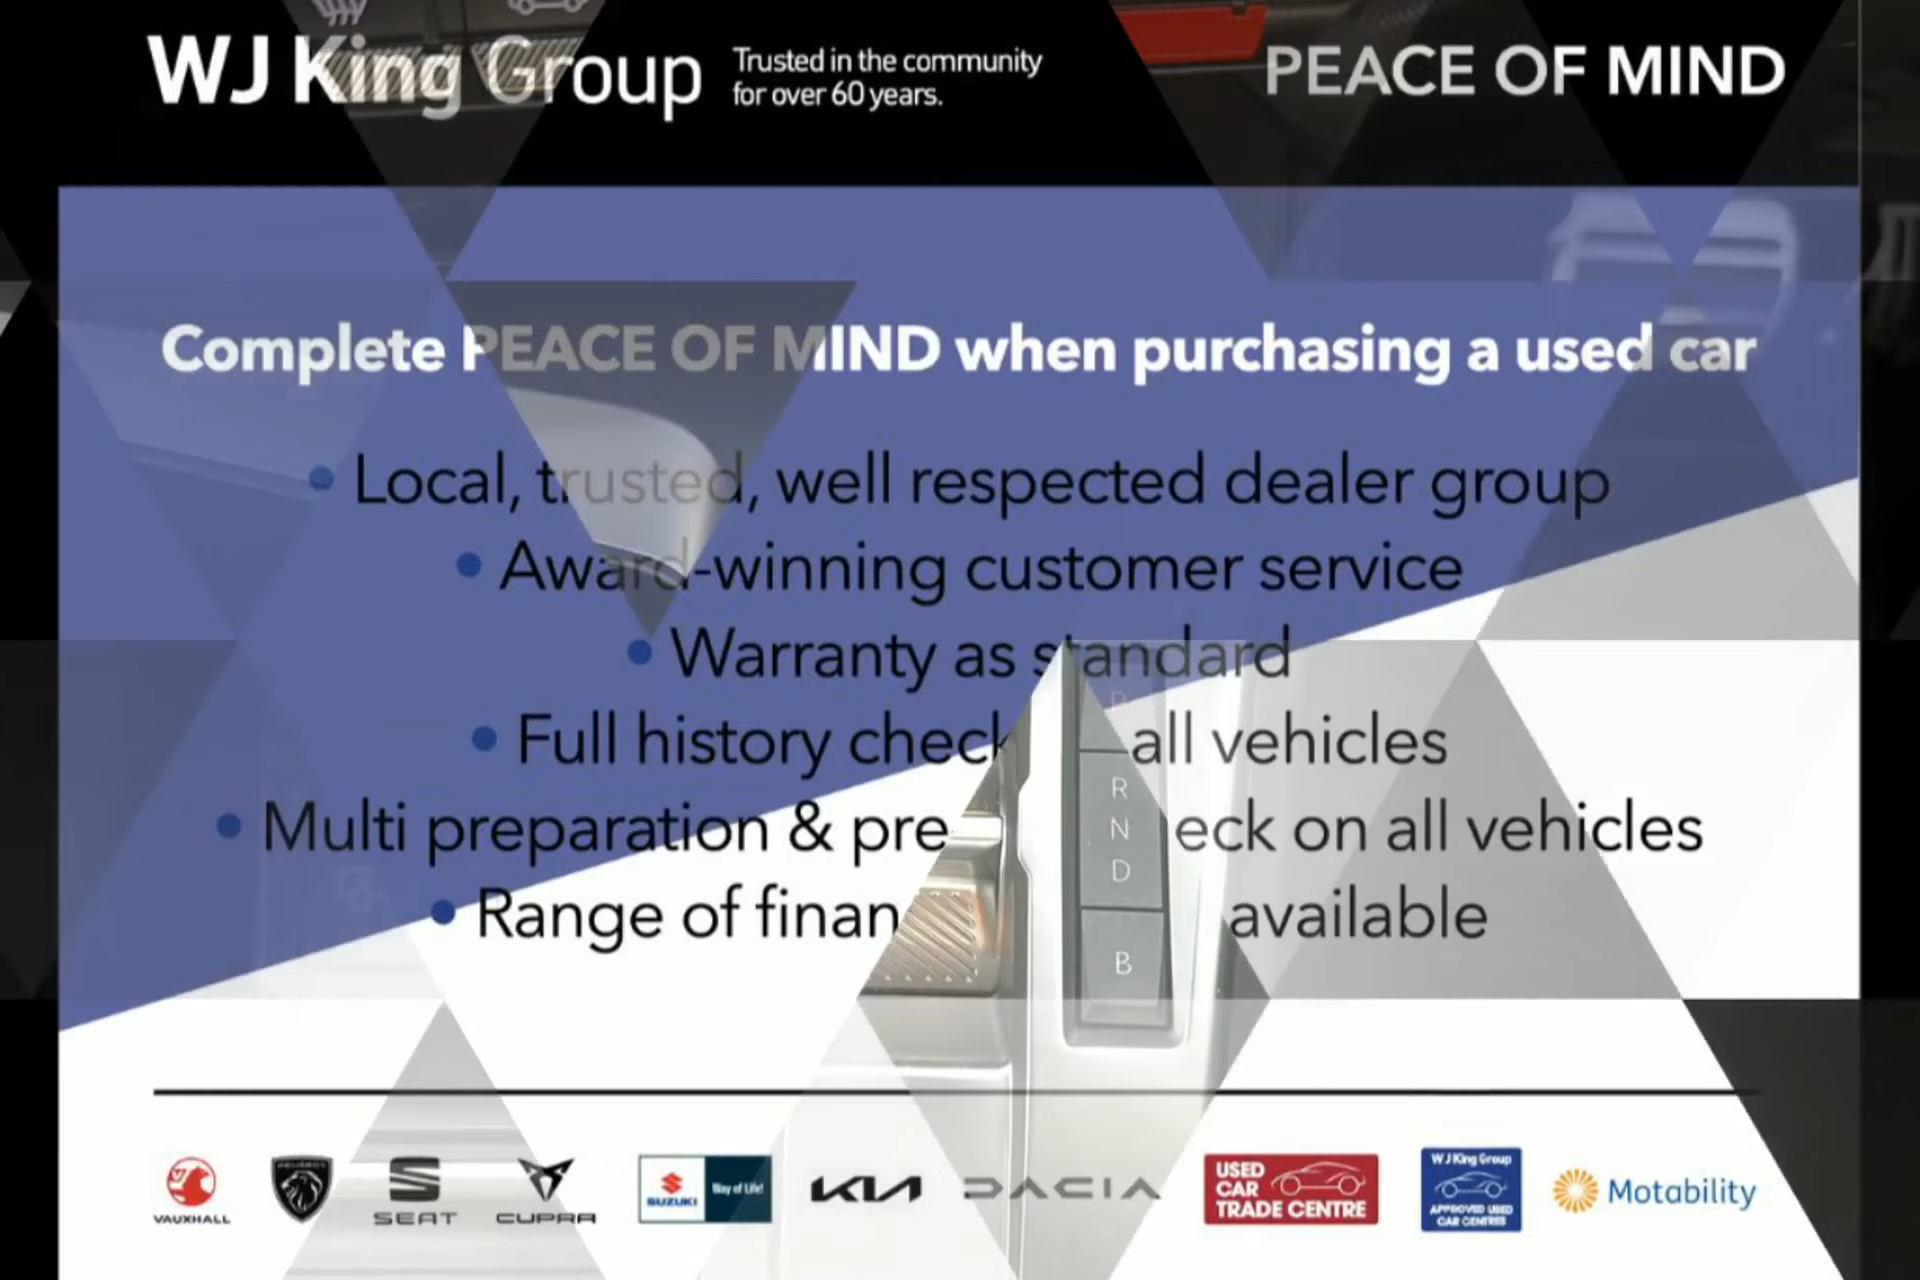 WJ King Group
Trusted in the community
for over 60 years.
PEACE OF MIND
Complete PEACE OF MIND when purchasing a used car
• Local, trusted, well respected dealer group
• Award-winning customer service
• Warranty as standard
• Full history check all vehicles
• Multi preparation & pre eck on all vehicles
• Range of finan available
P
R
N
D
B
VAUXHALL
PEUGEOT
SEAT
CUPRA
SUZUKI
Way of Life!
KIA
DACIA
USED
CAR
TRADE CENTRE
WJ King Group
APPROVED USED
CAR CENTRES
Motability